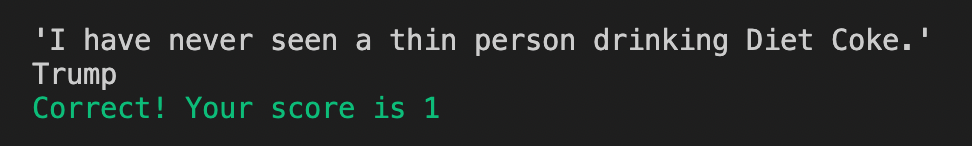 'I have never seen a thin person drinking Diet Coke.'
Trump
Correct! Your score is 1